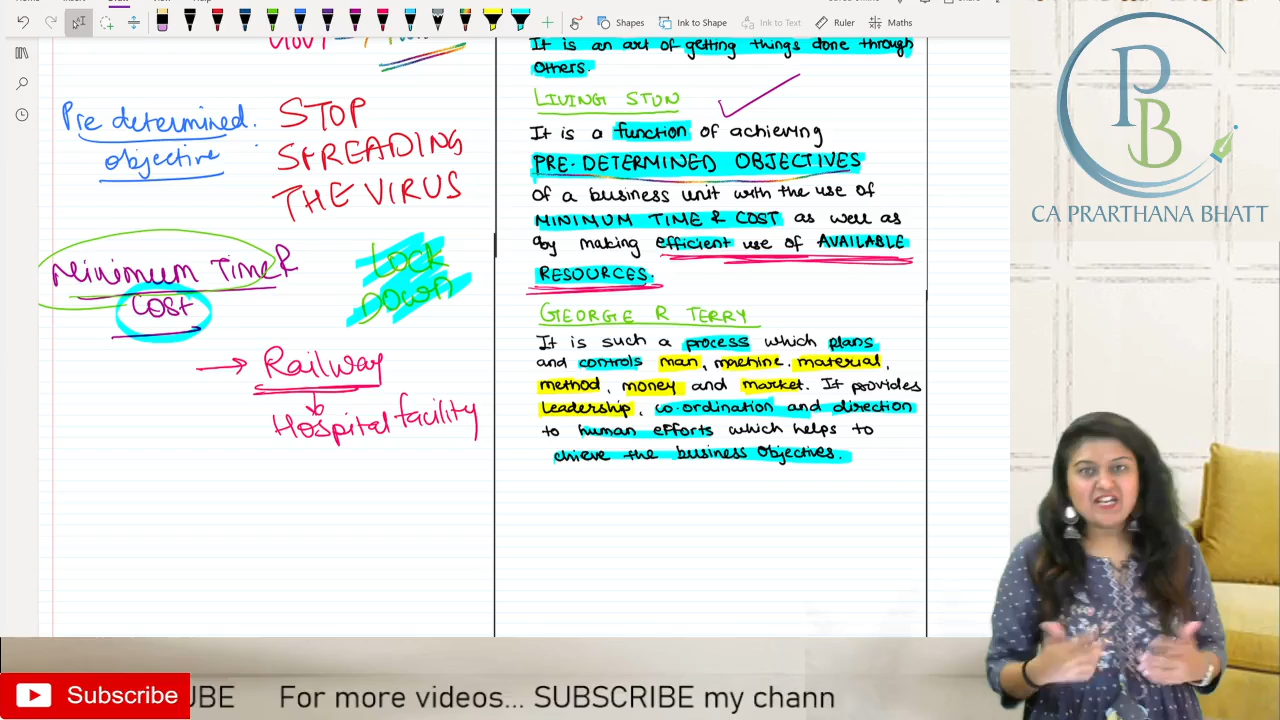 Shapes
Ink to Shape
Ink to Text
Ruler
Maths
Pre determined.
objective
STOP
SPREADING
THE VIRUS
Minimum Time &
Cost
Lock
Down
→ Railway
Hospital facility
It is an art of getting things done through
others.
LIVING STON
It is a function of achieving
PRE-DETERMINED OBJECTIVES
of a business unit with the use of
MINIMUM TIME & COST as well as
by making efficient use of AVAILABLE
RESOURCES.
GEORGE R TERRY
It is such a process which plans
and controls man, machine, material,
method, money and market. It provides
leadership, co-ordination and direction
to human efforts which helps to
chieve the business objectives.
PB
CA PRARTHANA BHATT
Subscribe
UBE For more videos... SUBSCRIBE my chann